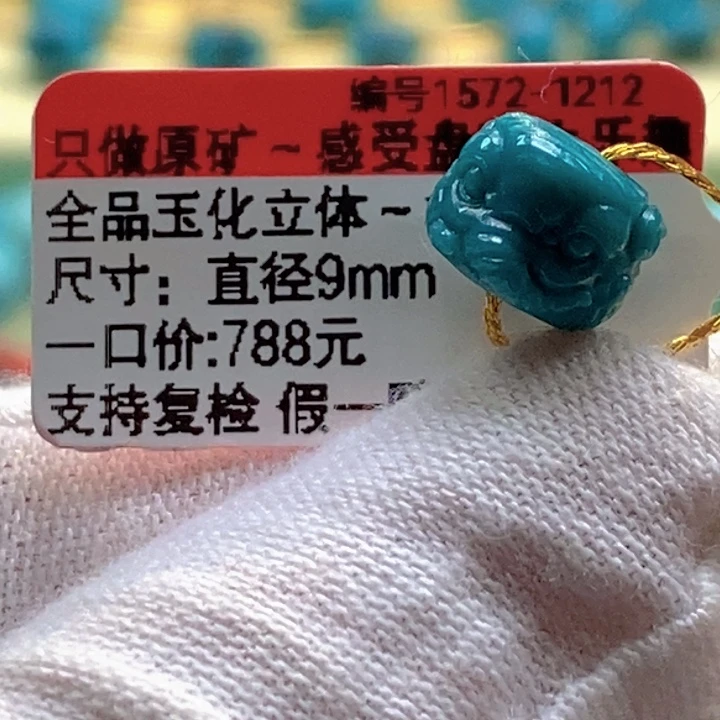 编号1572-1212
只做原矿~感受盘
全品玉化立体~
尺寸：直径9mm
一口价:788元
支持复检 假一